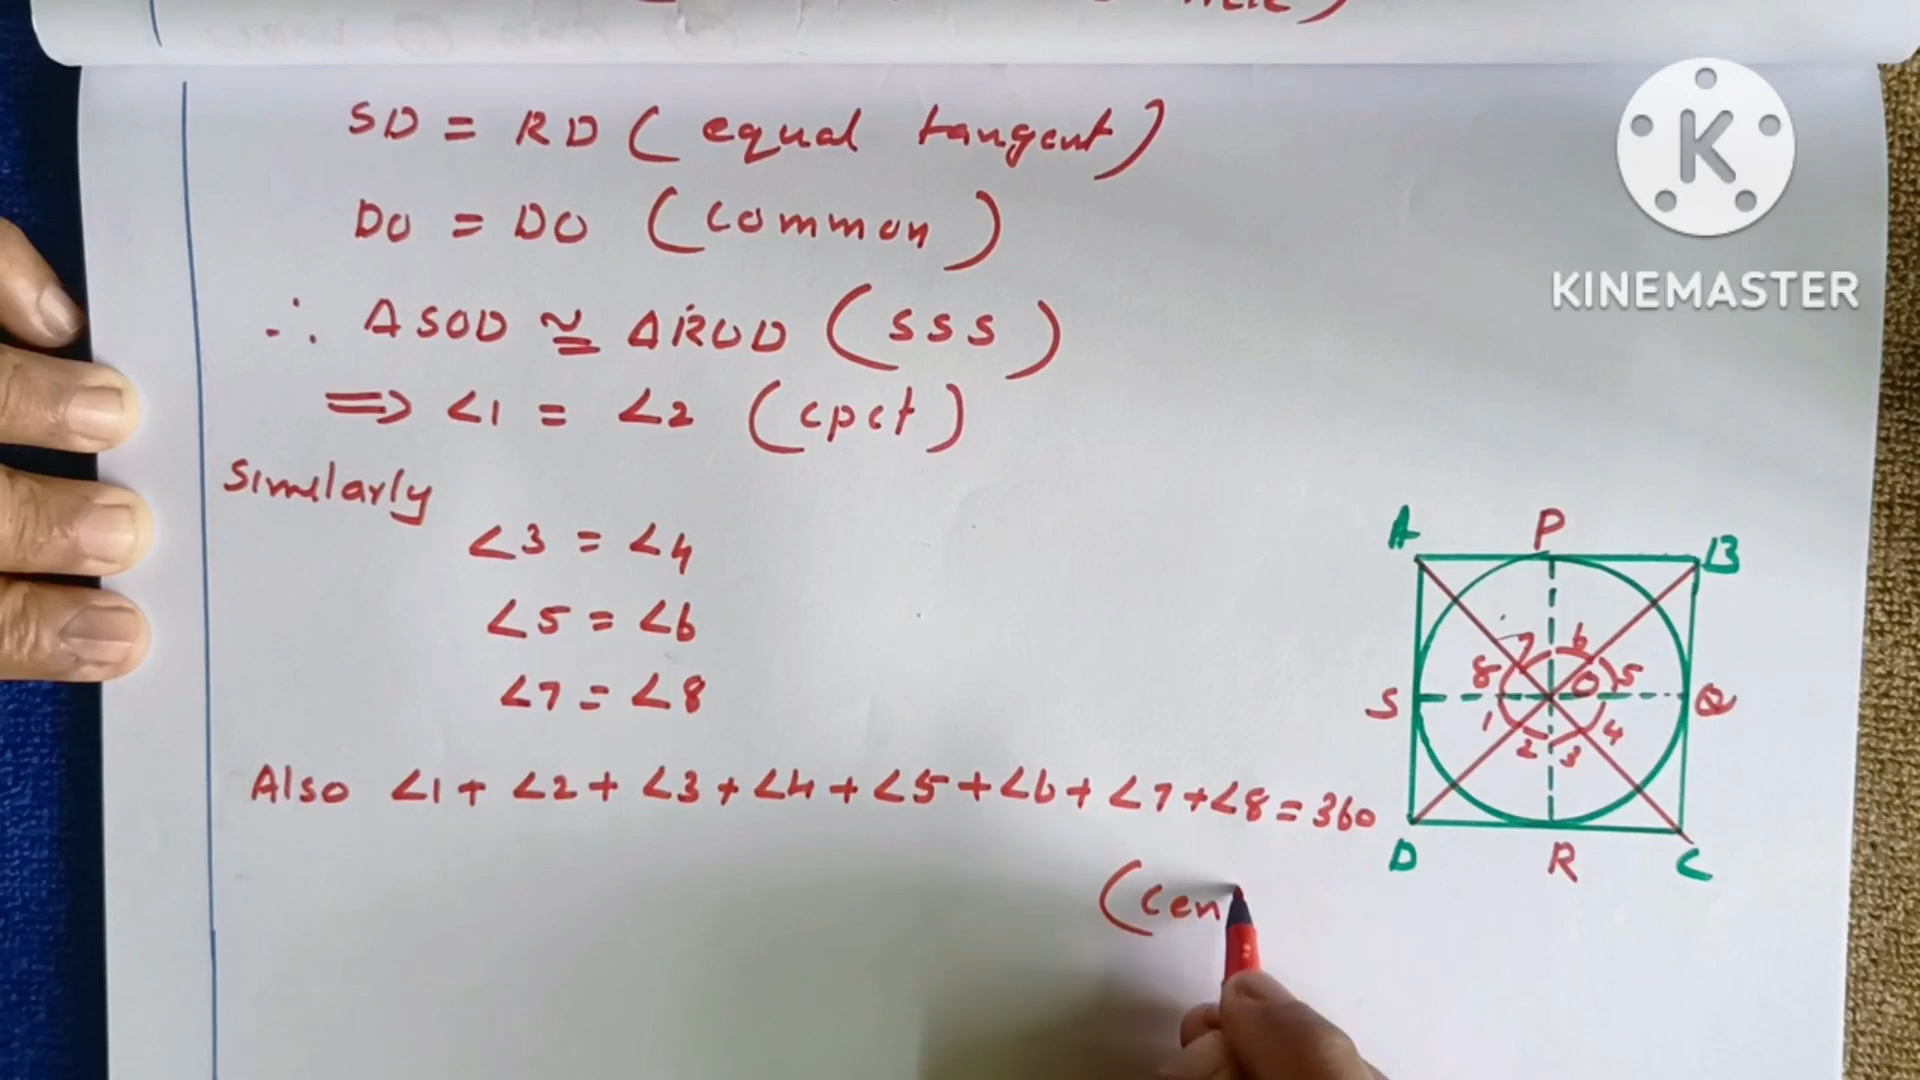 SD = RD (equal tangent)
DO = DO (common)
∴ ΔSOD ≅ ΔROD (SSS)
⇒ ∠1 = ∠2 (cpct)
Similarly
∠3 = ∠4
∠5 = ∠6
∠7 = ∠8
Also ∠1 + ∠2 + ∠3 + ∠4 + ∠5 + ∠6 + ∠7 + ∠8 = 360
(cen
A P B
7 6
8 O 5
S Q
1 4
2 3
D R C
K
KINEMASTER